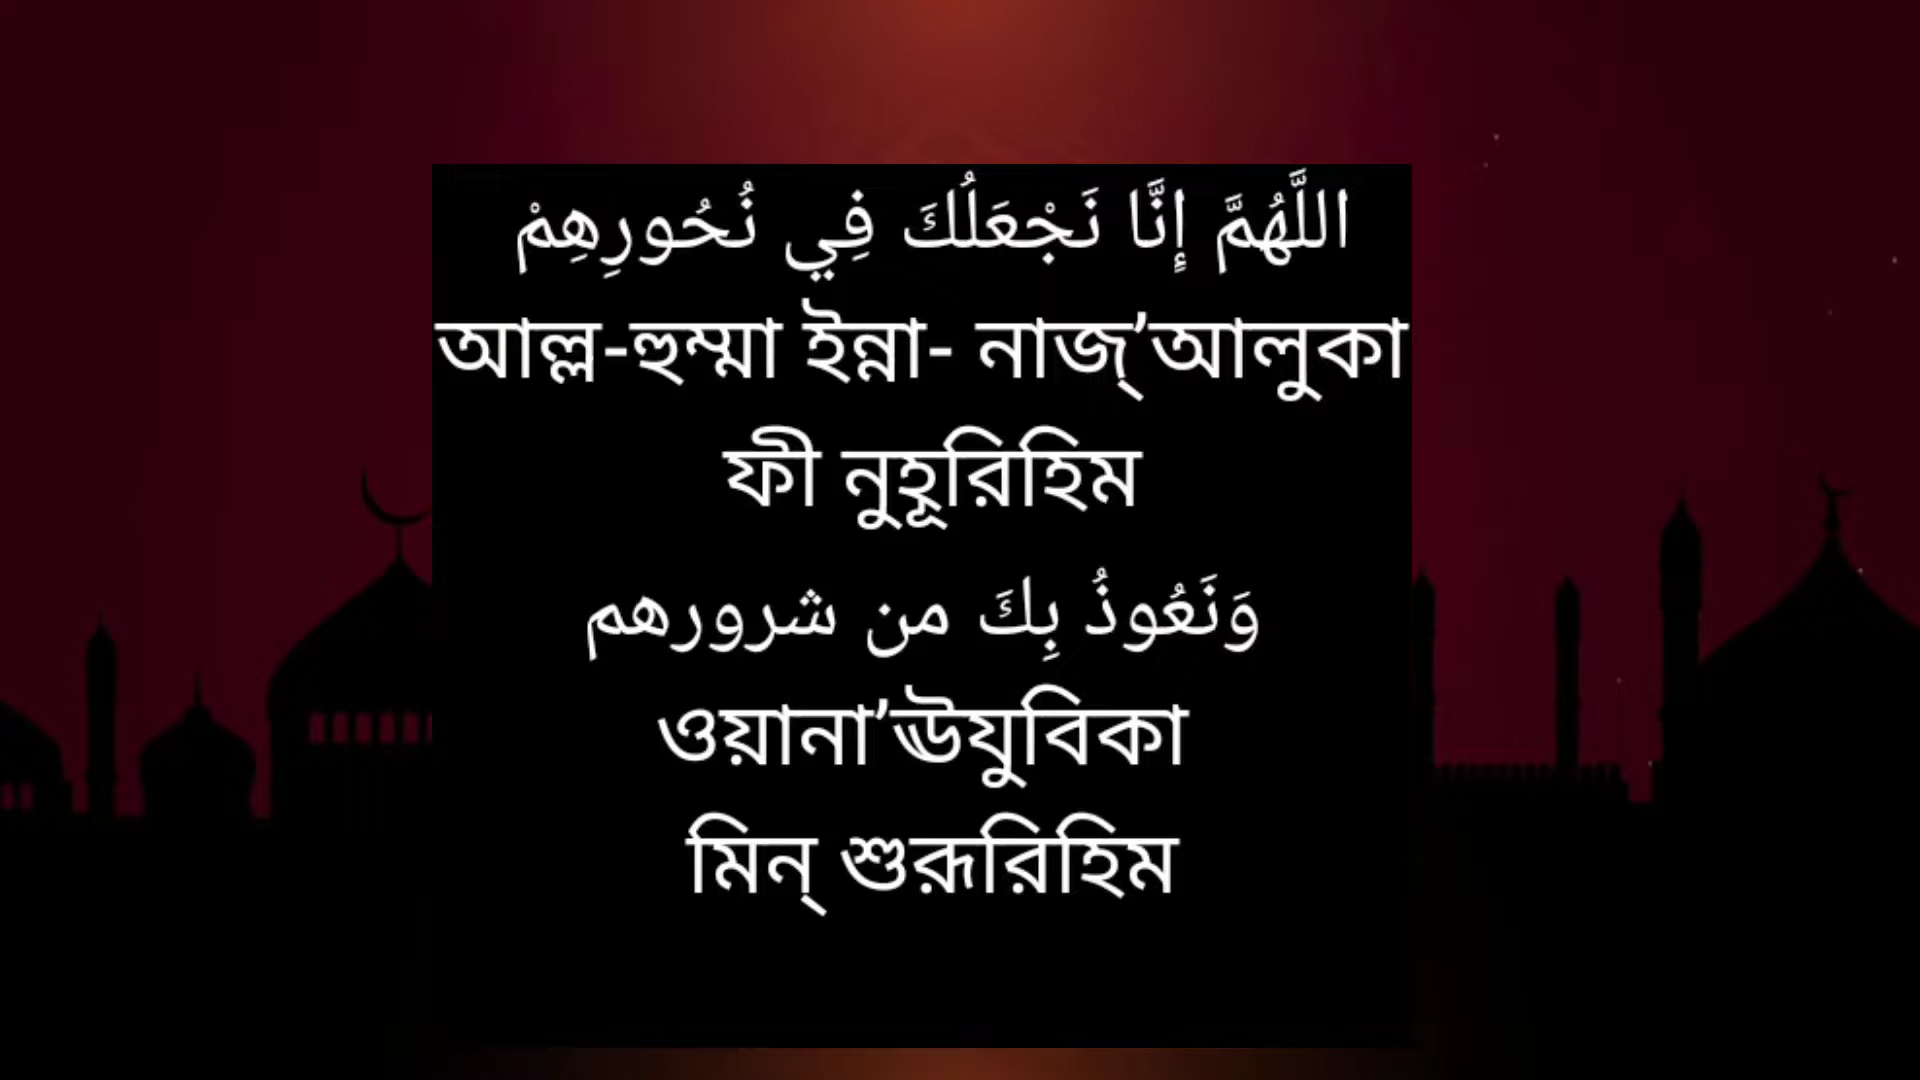 اللَّهُمَّ إِنَّا نَجْعَلُكَ فِي نُحُورِهِمْ
আল্ল-হুম্মা ইন্না- নাজ্’আলুকা
ফী নুহূরিহিম
وَنَعُوذُ بِكَ من شرورهم
ওয়ানা’ঊযুবিকা
মিন্ শুরূরিহিম